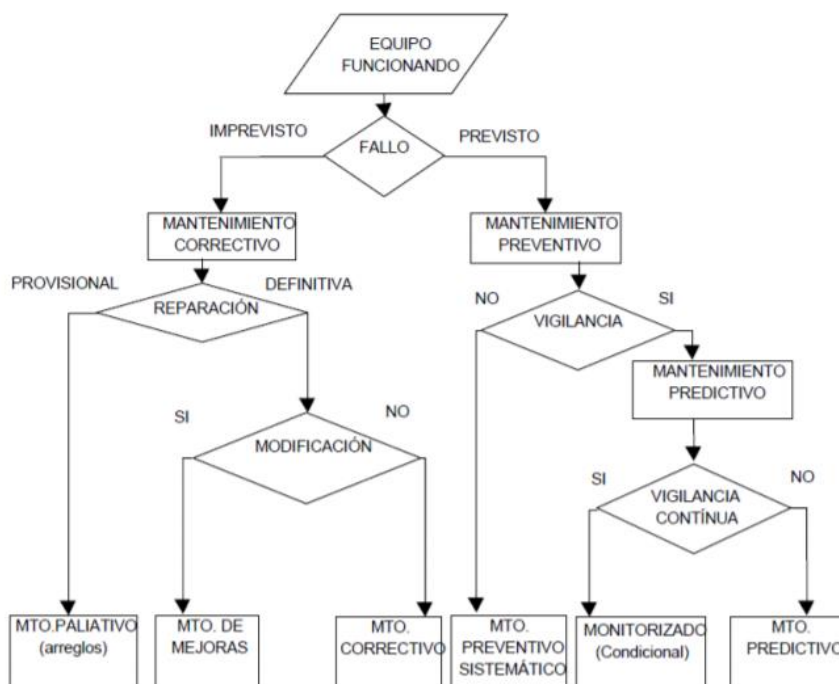 EQUIPO
FUNCIONANDO
IMPREVISTO
PREVISTO
FALLO
MANTENIMIENTO
CORRECTIVO
MANTENIMIENTO
PREVENTIVO
PROVISIONAL
DEFINITIVA
REPARACIÓN
NO
SI
VIGILANCIA
MANTENIMIENTO
PREDICTIVO
SI
NO
MODIFICACIÓN
SI
NO
VIGILANCIA
CONTÍNUA
MTO.PALIATIVO
(arreglos)
MTO. DE
MEJORAS
MTO.
CORRECTIVO
MTO.
PREVENTIVO
SISTEMÁTICO
MONITORIZADO
(Condicional)
MTO.
PREDICTIVO